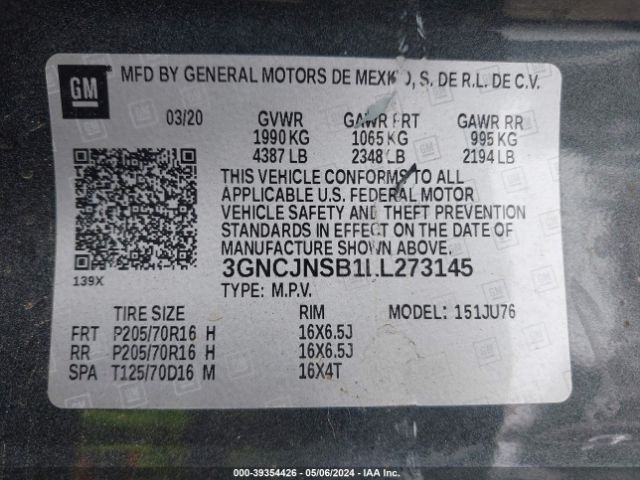 GM
MFD BY GENERAL MOTORS DE MEXICO, S. DE R.L. DE C.V.
03/20 GVWR GAWR FRT GAWR RR
1990 KG 1065 KG 995 KG
4387 LB 2348 LB 2194 LB
THIS VEHICLE CONFORMS TO ALL
APPLICABLE U.S. FEDERAL MOTOR
VEHICLE SAFETY AND THEFT PREVENTION
STANDARDS IN EFFECT ON THE DATE OF
MANUFACTURE SHOWN ABOVE.
3GNCJNSB1LL273145
139X
TYPE: M.P.V.
TIRE SIZE RIM MODEL: 151JU76
FRT P205/70R16 H 16X6.5J
RR P205/70R16 H 16X6.5J
SPA T125/70D16 M 16X4T
000-39354426 - 05/06/2024 - IAA Inc.